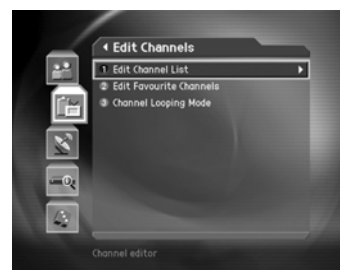 Edit Channels
1 Edit Channel List
2 Edit Favourite Channels
3 Channel Looping Mode
Channel editor